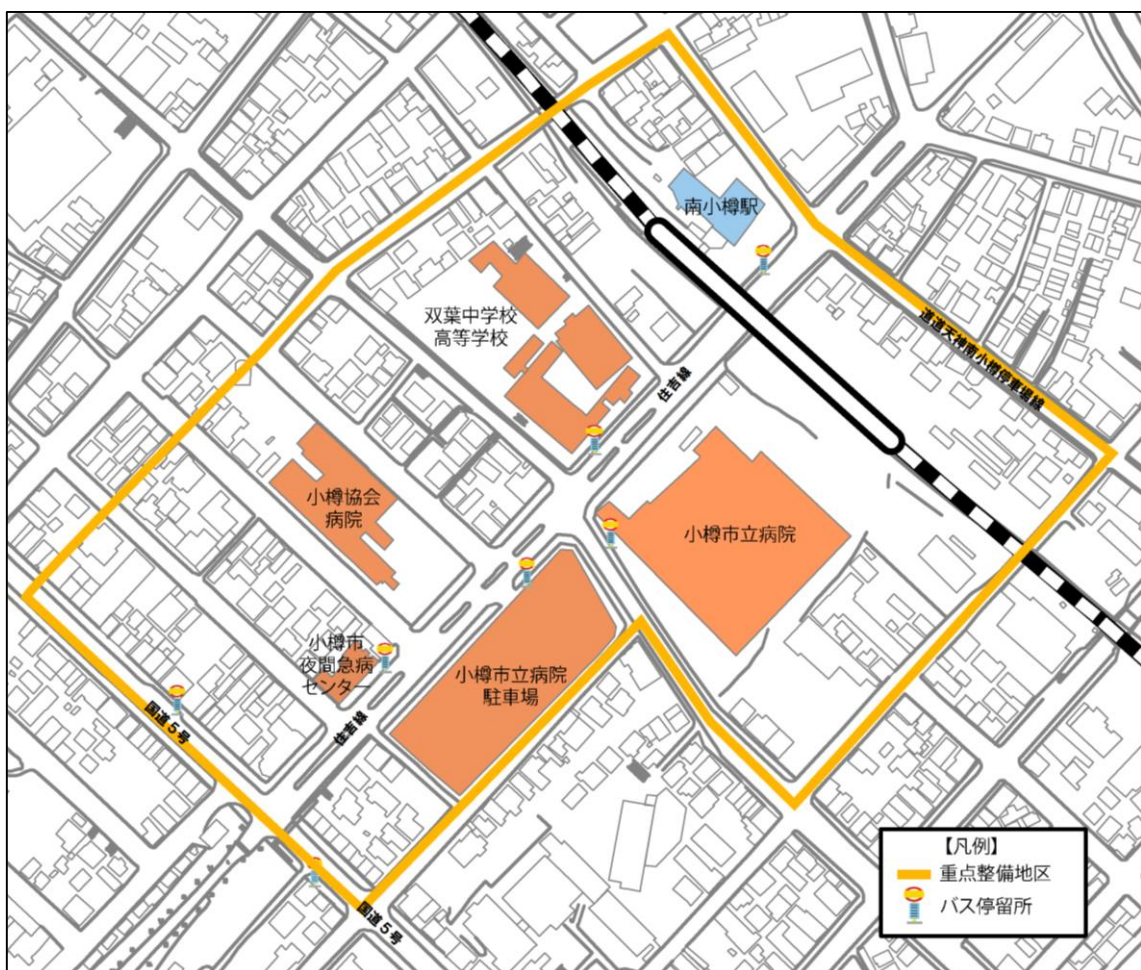 南小樽駅
双葉中学校
高等学校
住吉線
道道天神南小樽停車場線
小樽協会
病院
小樽市立病院
小樽市
夜間急病
センター
小樽市立病院
駐車場
国道５号
住吉線
国道５号
【凡例】
重点整備地区
バス停留所